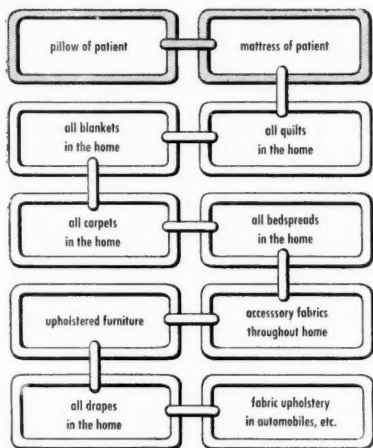 pillow of patient
mattress of patient
all blankets
in the home
all quilts
in the home
all carpets
in the home
all bedspreads
in the home
upholstered furniture
accesssory fabrics
throughout home
all drapes
in the home
fabric upholstery
in automobiles, etc.